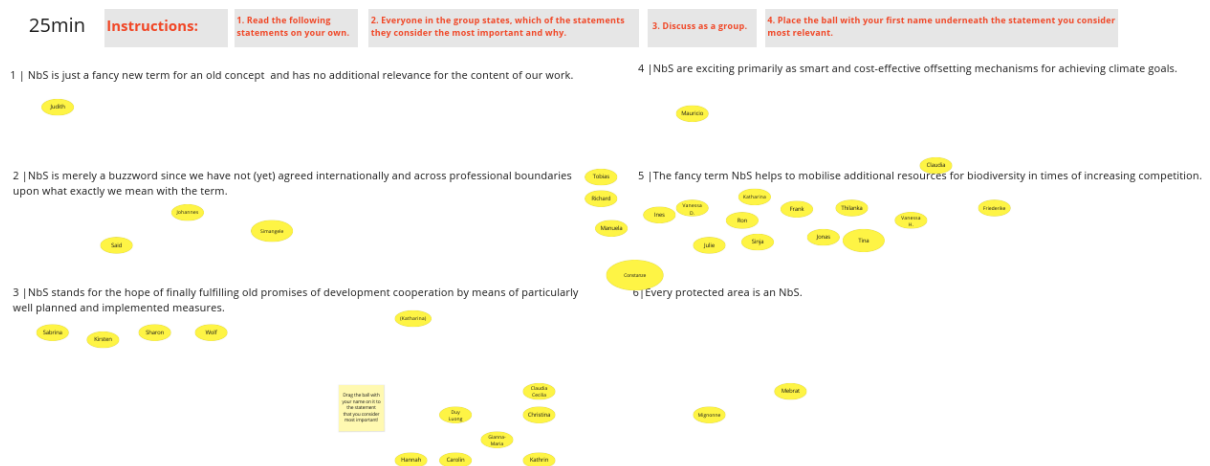 25min
Instructions:
1. Read the following
statements on your own.
2. Everyone in the group states, which of the statements
they consider the most important and why.
3. Discuss as a group.
4. Place the ball with your first name underneath the statement you consider
most relevant.
1 | NbS is just a fancy new term for an old concept  and has no additional relevance for the content of our work.
Judith
4 |NbS are exciting primarily as smart and cost-effective offsetting mechanisms for achieving climate goals.
Mauricio
Claudia
2 |NbS is merely a buzzword since we have not (yet) agreed internationally and across professional boundaries
upon what exactly we mean with the term.
Johannes
Simangele
Said
Tobias
Richard
Manuela
5 |The fancy term NbS helps to mobilise additional resources for biodiversity in times of increasing competition.
Ines
Vanessa
D.
Katharina
Ron
Frank
Thilanka
Vanessa
Friederike
Julie
Sinja
Jonas
Tina
Constanze
3 |NbS stands for the hope of finally fulfilling old promises of development cooperation by means of particularly
well planned and implemented measures.
Sabrina
Kirsten
Sharon
Wolf
(Katharina)
6|Every protected area is an NbS.
Mebrat
Mignonne
Drag the ball with
your name on it to
the statement
that you consider
most important!
Claudia
Cecilia
Duy
Luong
Christina
Gianna-
Maria
Hannah
Carolin
Kathrin